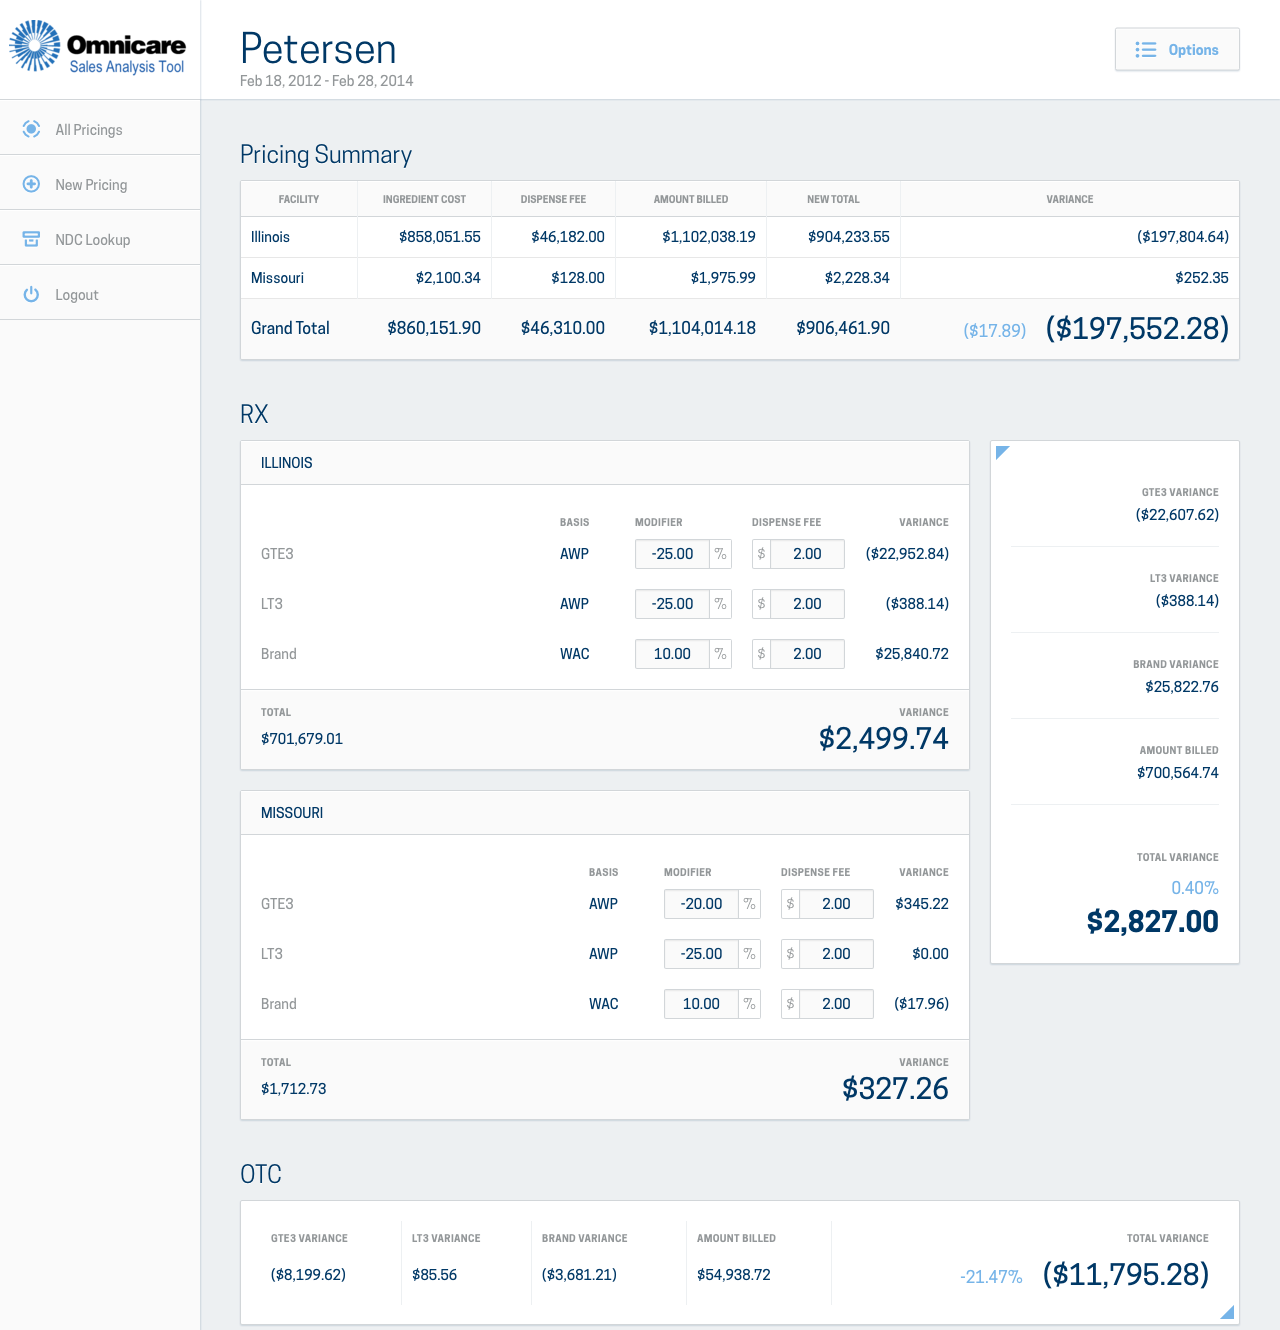 Omnicare
Sales Analysis Tool
Petersen
Feb 18, 2012 - Feb 28, 2014
Options
All Pricings
New Pricing
NDC Lookup
Logout
Pricing Summary
FACILITY INGREDIENT COST DISPENSE FEE AMOUNT BILLED NEW TOTAL VARIANCE
Illinois $858,051.55 $46,182.00 $1,102,038.19 $904,233.55 ($197,804.64)
Missouri $2,100.34 $128.00 $1,975.99 $2,228.34 $252.35
Grand Total $860,151.90 $46,310.00 $1,104,014.18 $906,461.90 ($17.89) ($197,552.28)
RX
ILLINOIS
BASIS MODIFIER DISPENSE FEE VARIANCE
GTE3 AWP -25.00 % $ 2.00 ($22,952.84)
LT3 AWP -25.00 % $ 2.00 ($388.14)
Brand WAC 10.00 % $ 2.00 $25,840.72
TOTAL VARIANCE
$701,679.01 $2,499.74
MISSOURI
BASIS MODIFIER DISPENSE FEE VARIANCE
GTE3 AWP -20.00 % $ 2.00 $345.22
LT3 AWP -25.00 % $ 2.00 $0.00
Brand WAC 10.00 % $ 2.00 ($17.96)
TOTAL VARIANCE
$1,712.73 $327.26
GTE3 VARIANCE
($22,607.62)
LT3 VARIANCE
($388.14)
BRAND VARIANCE
$25,822.76
AMOUNT BILLED
$700,564.74
TOTAL VARIANCE
0.40%
$2,827.00
OTC
GTE3 VARIANCE LT3 VARIANCE BRAND VARIANCE AMOUNT BILLED TOTAL VARIANCE
($8,199.62) $85.56 ($3,681.21) $54,938.72 -21.47% ($11,795.28)